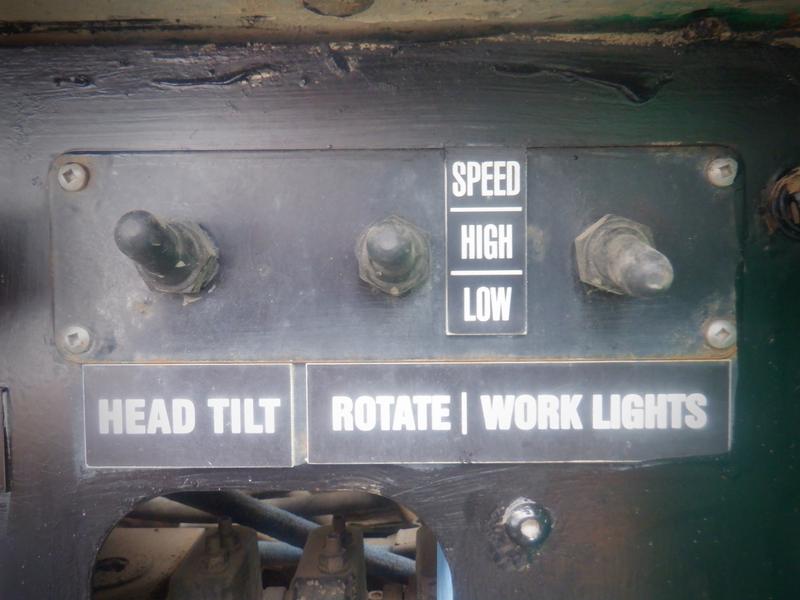 SPEED
HIGH
LOW
HEAD TILT
ROTATE | WORK LIGHTS